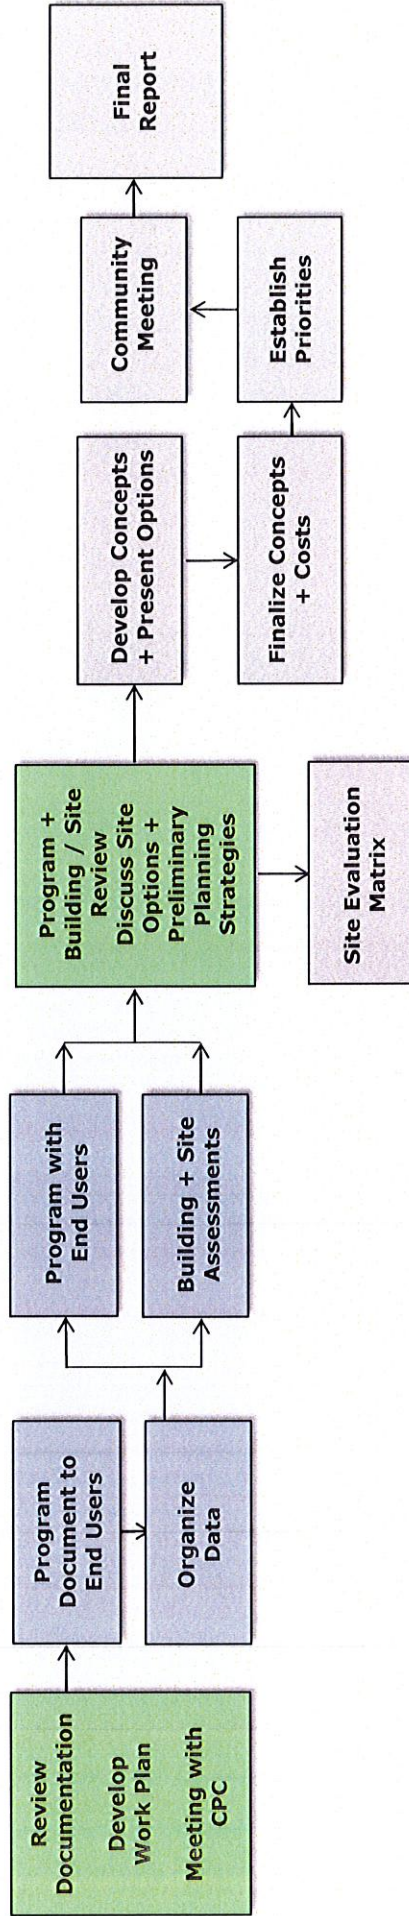 Review
Documentation
Develop
Work Plan
Meeting with
CPC
Program
Document to
End Users
Organize
Data
Program with
End Users
Building + Site
Assessments
Program +
Building / Site
Review
Discuss Site
Options +
Preliminary
Planning
Strategies
Site Evaluation
Matrix
Develop Concepts
+ Present Options
Finalize Concepts
+ Costs
Establish
Priorities
Community
Meeting
Final
Report